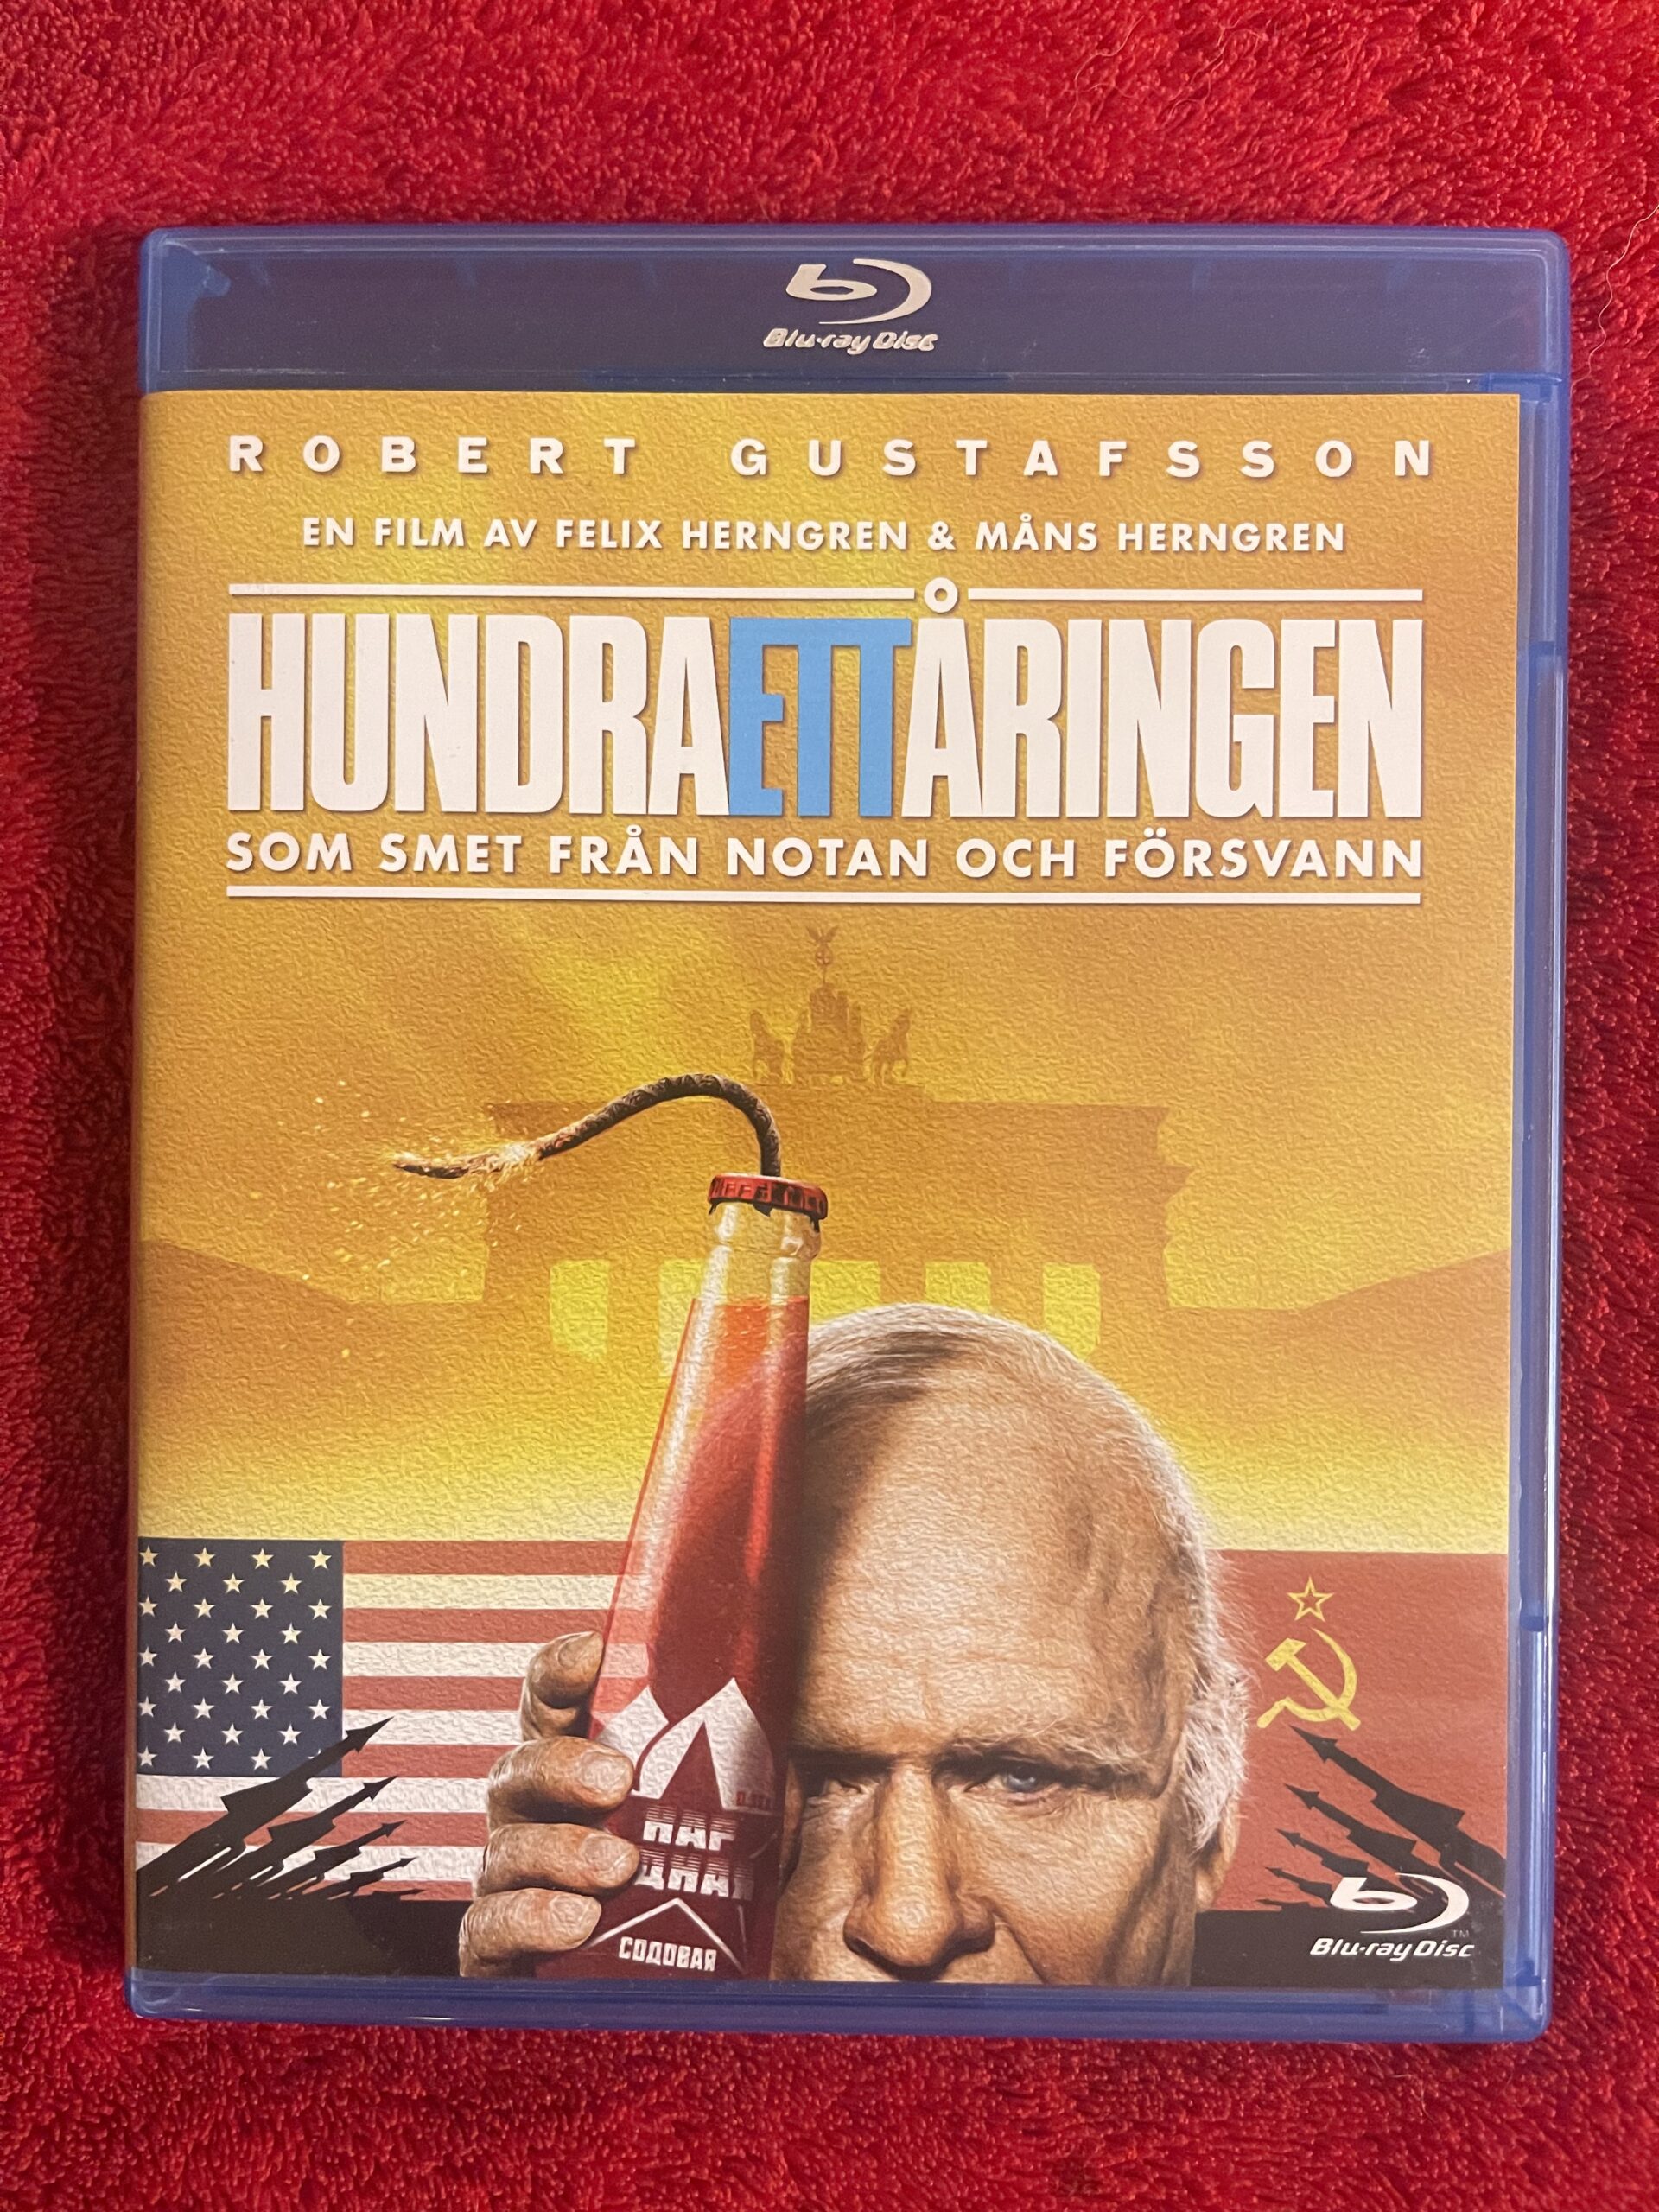 Blu-ray Disc
ROBERT GUSTAFSSON
EN FILM AV FELIX HERNGREN & MÅNS HERNGREN
HUNDRAETTÅRINGEN
SOM SMET FRÅN NOTAN OCH FÖRSVANN
СОДОВАЯ
Blu-ray Disc
TM